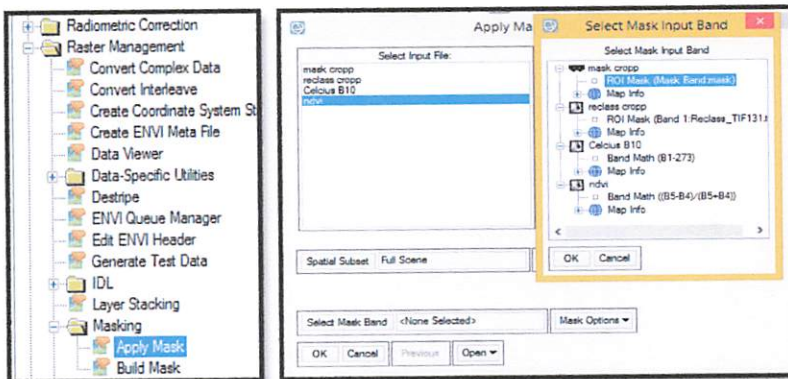 Radiometric Correction
Raster Management
Convert Complex Data
Convert Interleave
Create Coordinate System St
Create ENVI Meta File
Data Viewer
Data-Specific Utilities
Destripe
ENVI Queue Manager
Edit ENVI Header
Generate Test Data
IDL
Layer Stacking
Masking
Apply Mask
Build Mask
Apply Ma
Select Input File:
mask cropp
reclass cropp
Celcius B10
ndvi
Spatial Subset Full Scene
Select Mask Band <None Selected> Mask Options
OK Cancel Previous Open
Select Mask Input Band
Select Mask Input Band
mask cropp
ROI Mask (Mask Band:mask)
Map Info
reclass cropp
ROI Mask (Band 1:Reclass_TIF131.
Map Info
Celcius B10
Band Math (B1-273)
Map Info
ndvi
Band Math ((B5-B4)/(B5+B4))
Map Info
OK Cancel